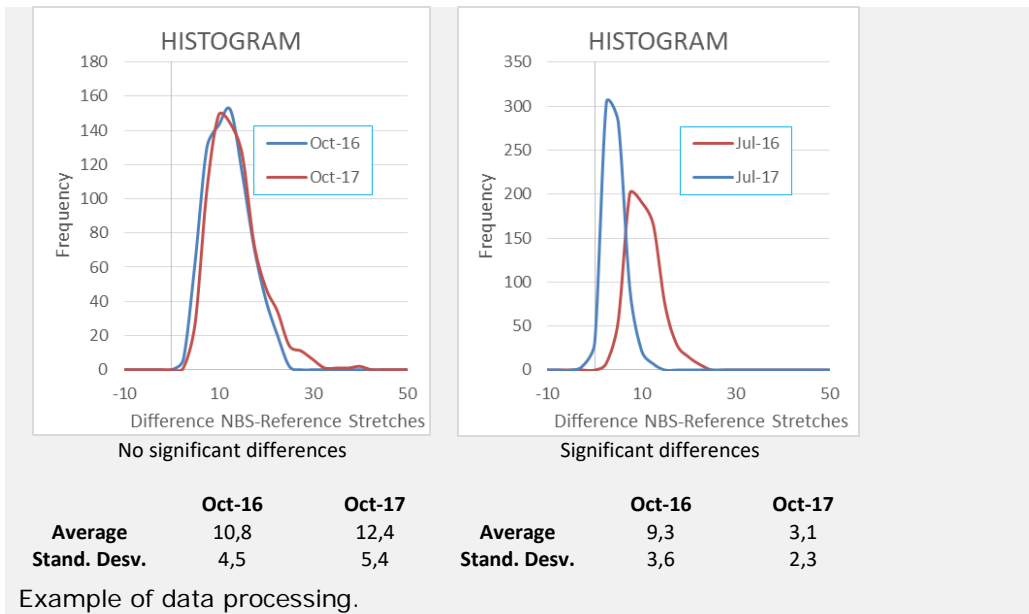 HISTOGRAM
180
160
140
120
100
80
60
40
20
0
Frequency
Oct-16
Oct-17
-10 10 30 50
Difference NBS-Reference Stretches
HISTOGRAM
350
300
250
200
150
100
50
0
Frequency
Jul-16
Jul-17
-10 10 30 50
Difference NBS-Reference Stretches
No significant differences
Significant differences
Oct-16 Oct-17
Average 10,8 12,4
Stand. Desv. 4,5 5,4
Oct-16 Oct-17
Average 9,3 3,1
Stand. Desv. 3,6 2,3
Example of data processing.